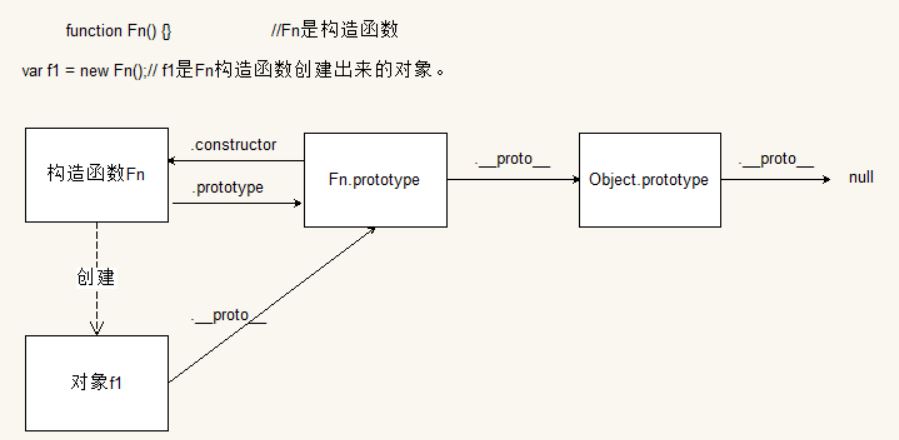 function Fn() {} //Fn是构造函数
var f1 = new Fn();// f1是Fn构造函数创建出来的对象。
.constructor
.__proto__
.__proto__
构造函数Fn
Fn.prototype
Object.prototype
null
.prototype
创建
.__proto__
对象f1